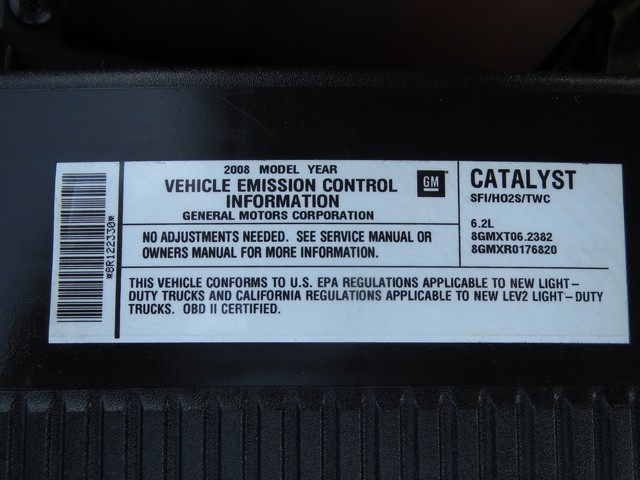 *8R122330*
2008 MODEL YEAR
VEHICLE EMISSION CONTROL
INFORMATION
GENERAL MOTORS CORPORATION
GM
NO ADJUSTMENTS NEEDED. SEE SERVICE MANUAL OR
OWNERS MANUAL FOR MORE INFORMATION.
CATALYST
SFI/HO2S/TWC
6.2L
8GMXT06.2382
8GMXR0176820
THIS VEHICLE CONFORMS TO U.S. EPA REGULATIONS APPLICABLE TO NEW LIGHT-
DUTY TRUCKS AND CALIFORNIA REGULATIONS APPLICABLE TO NEW LEV2 LIGHT-DUTY
TRUCKS. OBD II CERTIFIED.